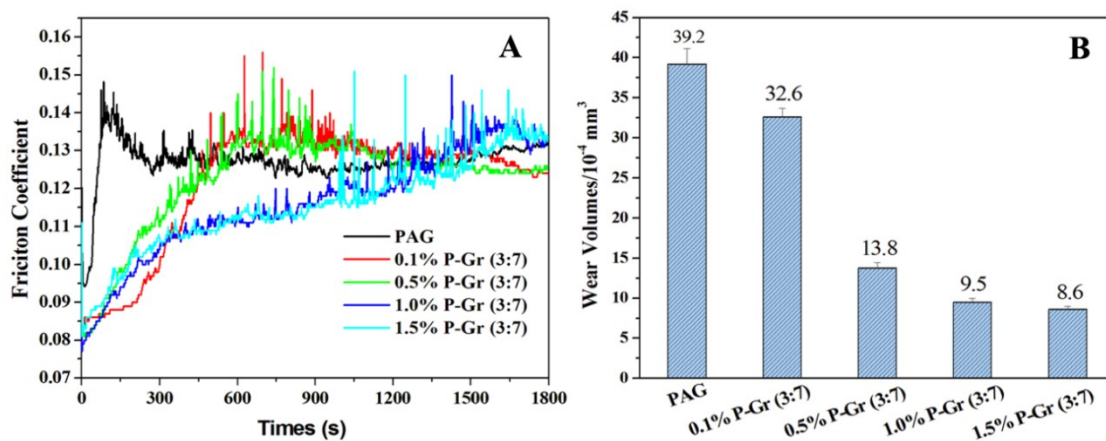 A
Friciton Coefficient
0.16
0.15
0.14
0.13
0.12
0.11
0.10
0.09
0.08
0.07
PAG
0.1% P-Gr (3:7)
0.5% P-Gr (3:7)
1.0% P-Gr (3:7)
1.5% P-Gr (3:7)
0 300 600 900 1200 1500 1800
Times (s)
B
Wear Volumes/10⁻⁴ mm³
45
40
35
30
25
20
15
10
5
0
39.2
32.6
13.8
9.5
8.6
PAG
0.1% P-Gr (3:7)
0.5% P-Gr (3:7)
1.0% P-Gr (3:7)
1.5% P-Gr (3:7)